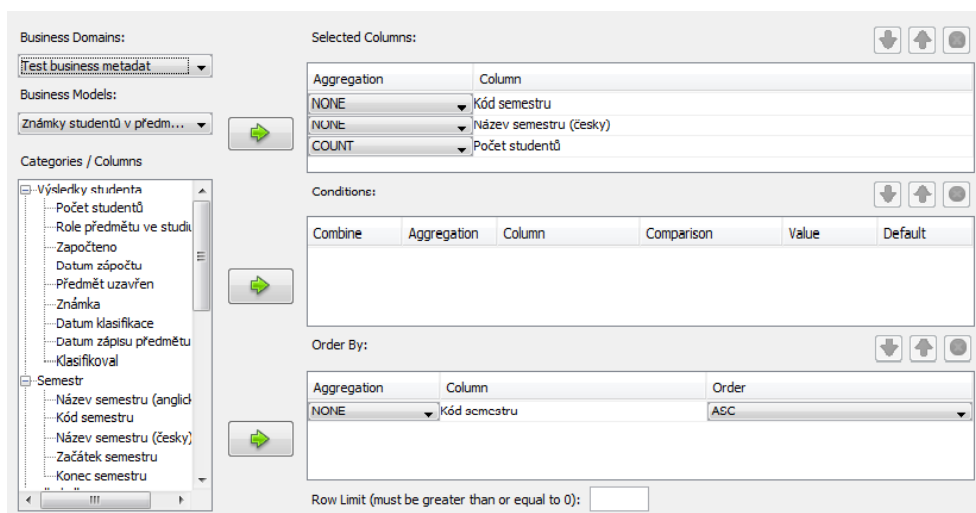 Business Domains:
Test business metadat
Business Models:
Známky studentů v předm...
Categories / Columns
Výsledky studenta
Počet studentů
Role předmětu ve studiu
Započteno
Datum zápočtu
Předmět uzavřen
Známka
Datum klasifikace
Datum zápisu předmětu
Klasifikoval
Semestr
Název semestru (anglick
Kód semestru
Název semestru (česky)
Začátek semestru
Konec semestru
Selected Columns:
Aggregation Column
NONE Kód semestru
NONE Název semestru (česky)
COUNT Počet studentů
Conditions:
Combine Aggregation Column Comparison Value Default
Order By:
Aggregation Column Order
NONE Kód semestru ASC
Row Limit (must be greater than or equal to 0):